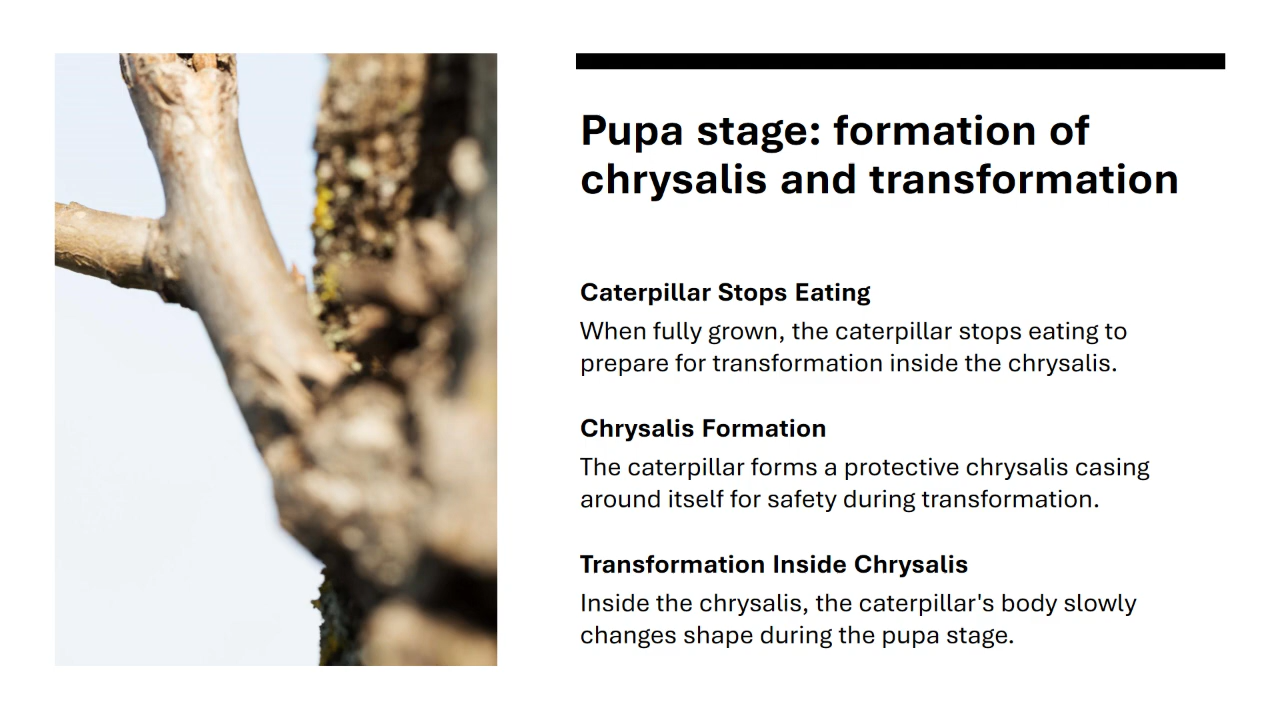 Pupa stage: formation of
chrysalis and transformation
Caterpillar Stops Eating
When fully grown, the caterpillar stops eating to
prepare for transformation inside the chrysalis.
Chrysalis Formation
The caterpillar forms a protective chrysalis casing
around itself for safety during transformation.
Transformation Inside Chrysalis
Inside the chrysalis, the caterpillar's body slowly
changes shape during the pupa stage.